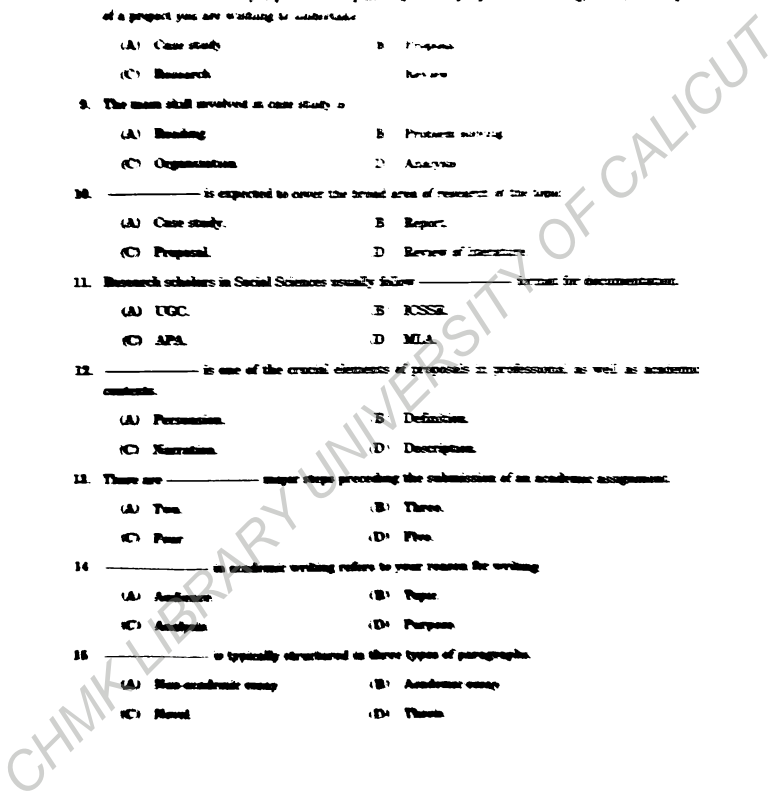 of a project you are
(A) Case study B
(C) Research Review
9. The main skill involved in case study is
(A) Reading B Problem solving
(C) Organisation D Analysis
10. ————— is expected to cover the broad area of research of the
(A) Case study. B Report.
(C) Proposal. D Review of literature
11. Research scholars in Social Sciences usually follow ————— format for documentation.
(A) UGC. B ICSSR.
(C) APA. D MLA.
12. ————— is one of the crucial elements of proposals in professional as well as academic
contexts.
(A) Persuasion. B Definition.
(C) Narration. (D) Description.
13. There are ————— major steps preceding the submission of an academic assignment.
(A) Two. (B) Three.
(C) Four (D) Five.
14 ————— in academic writing refers to your reason for writing
(A) Audience. (B) Topic.
(C) Analysis (D) Purpose
15 ————— is typically structured in three types of paragraphs.
(A) Non-academic essay (B) Academic essay
(C) Novel (D) Thesis
CHMK LIBRARY UNIVERSITY OF CALICUT